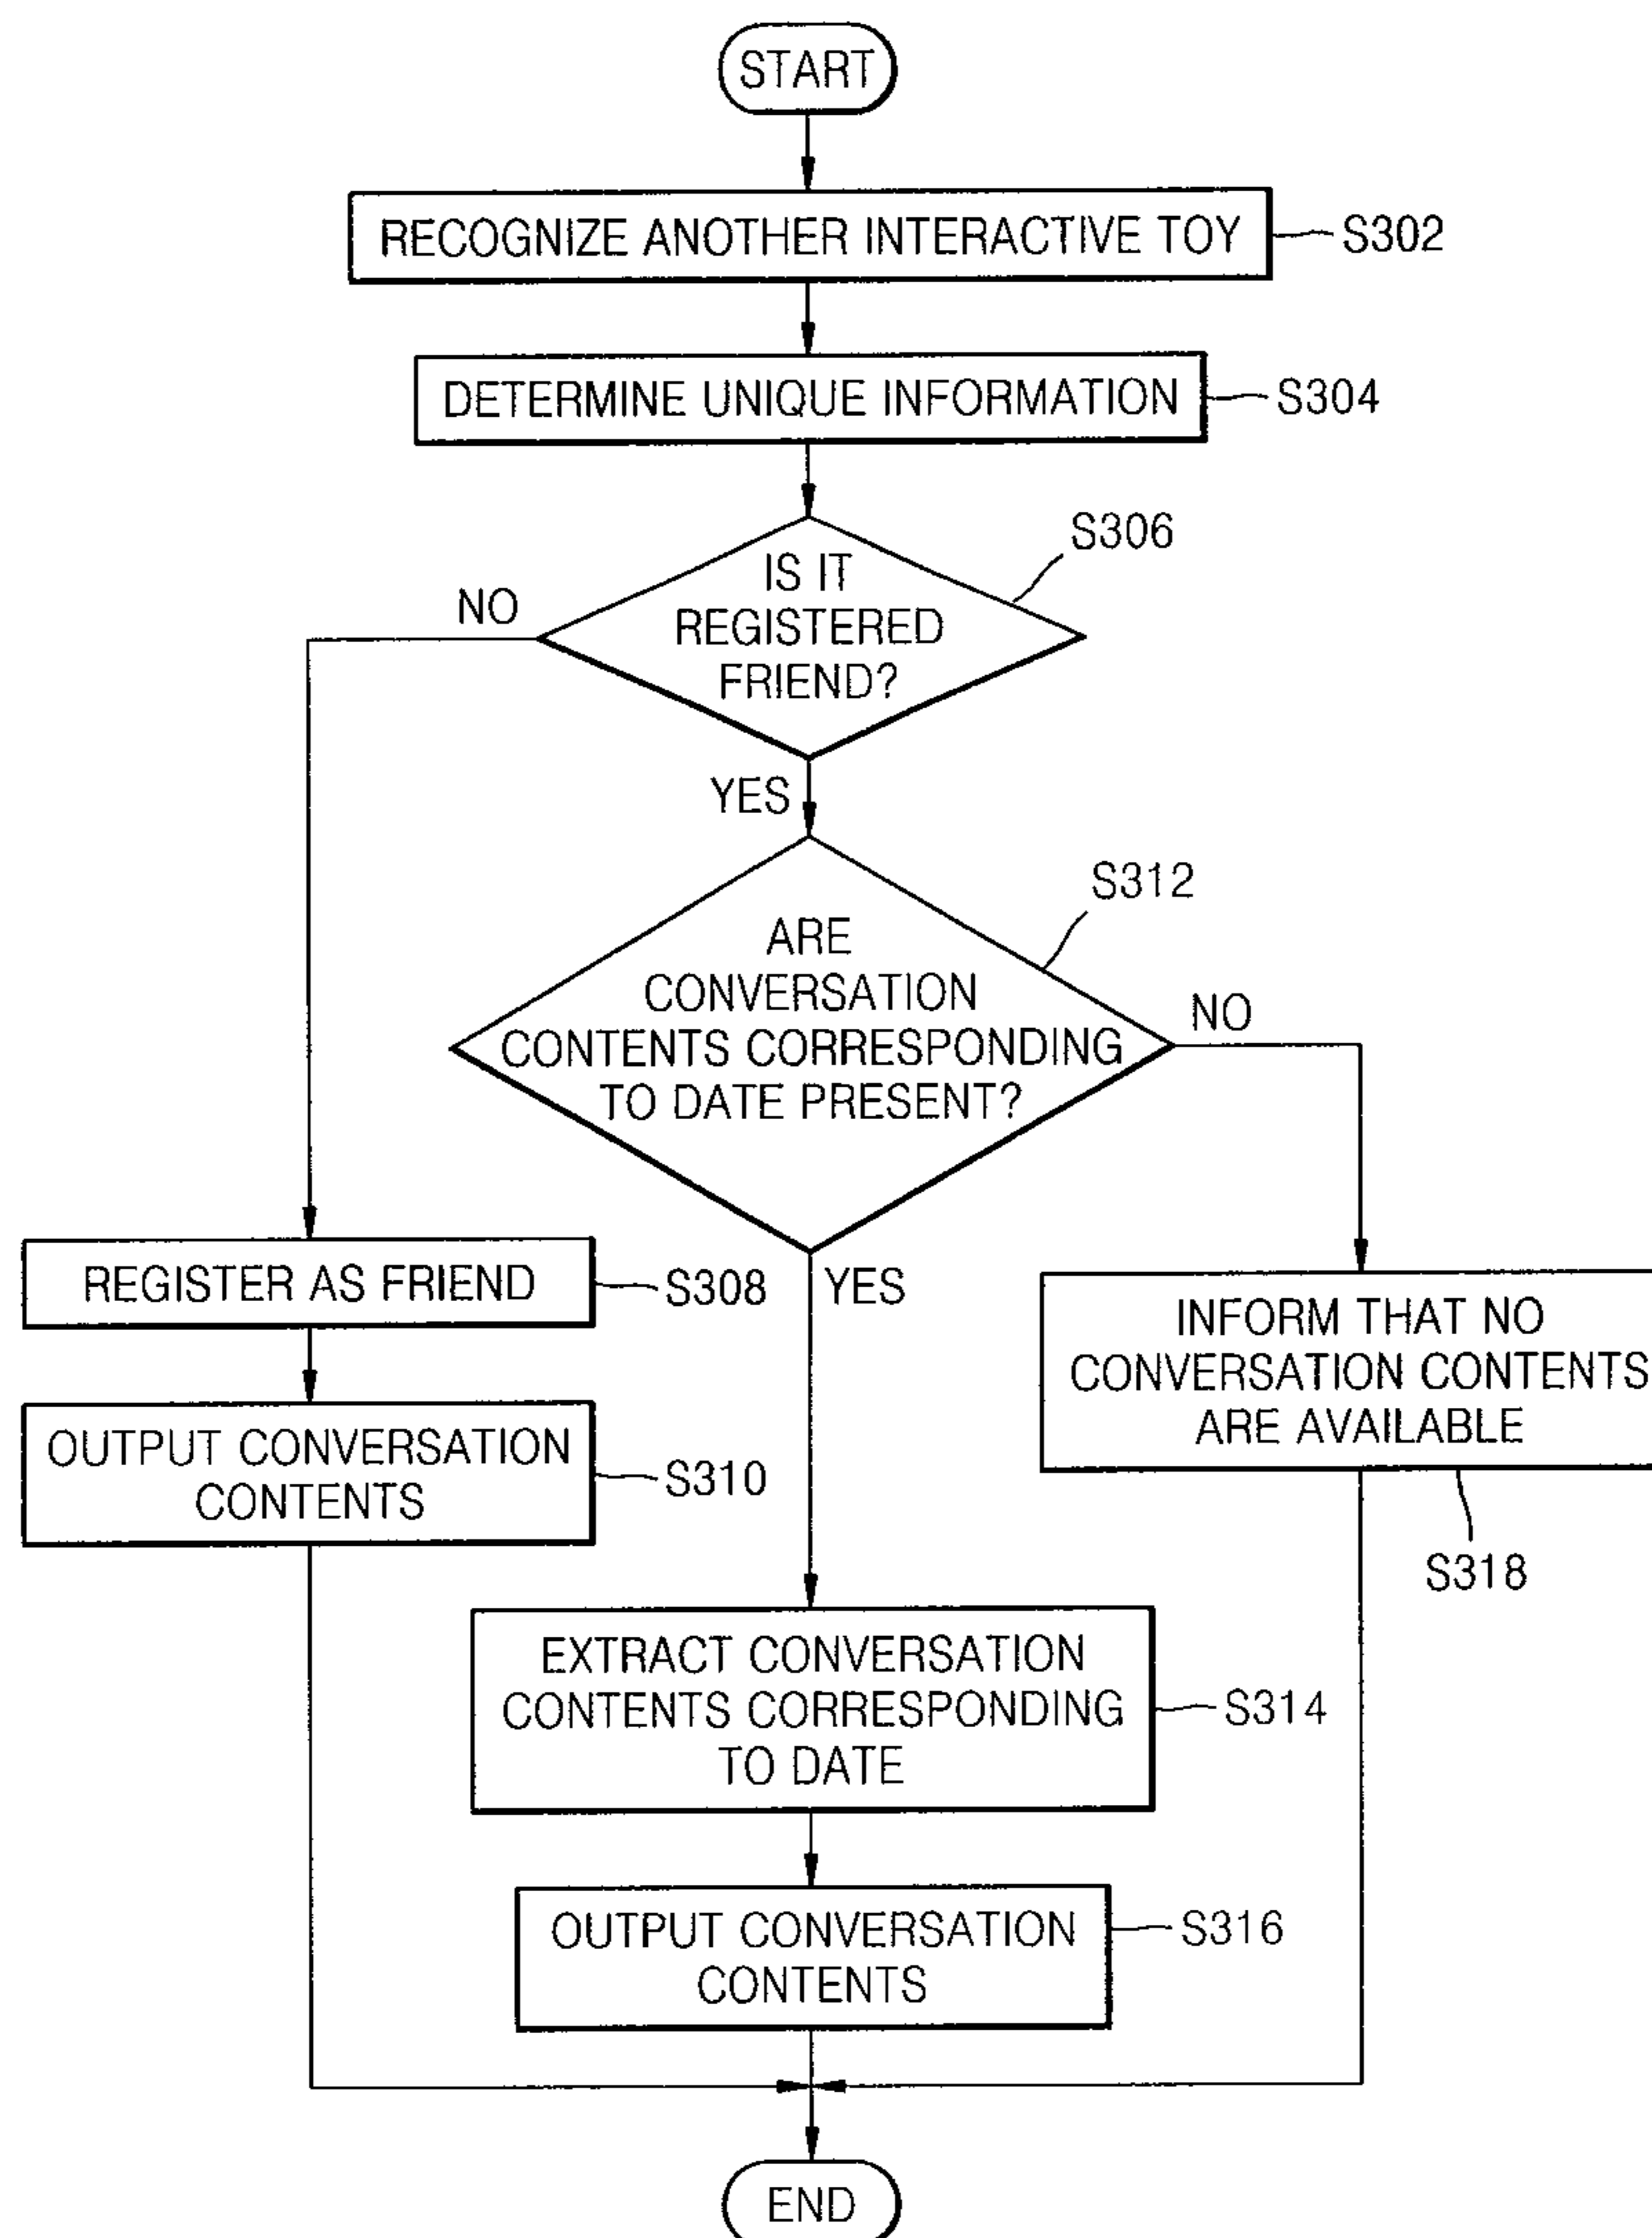 START
RECOGNIZE ANOTHER INTERACTIVE TOY
S302
DETERMINE UNIQUE INFORMATION
S304
IS IT
REGISTERED
FRIEND?
S306
NO
YES
ARE
CONVERSATION
CONTENTS CORRESPONDING
TO DATE PRESENT?
S312
NO
YES
REGISTER AS FRIEND
S308
OUTPUT CONVERSATION
CONTENTS
S310
INFORM THAT NO
CONVERSATION CONTENTS
ARE AVAILABLE
S318
EXTRACT CONVERSATION
CONTENTS CORRESPONDING
TO DATE
S314
OUTPUT CONVERSATION
CONTENTS
S316
END